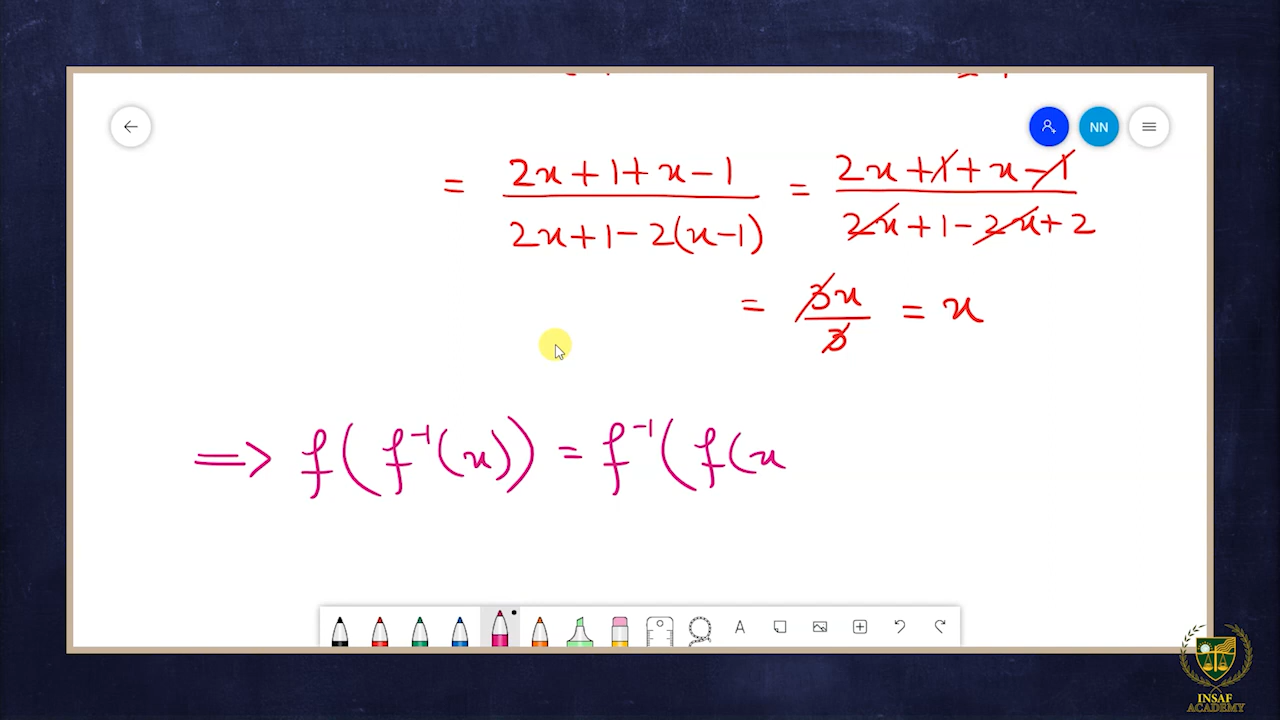 NN
= (2x+1+x-1)/(2x+1-2(x-1)) = (2x+1+x-1)/(2x+1-2x+2)
= 3x/3 = x
⟹ f(f⁻¹(x)) = f⁻¹(f(x
A
INSAF
ACADEMY